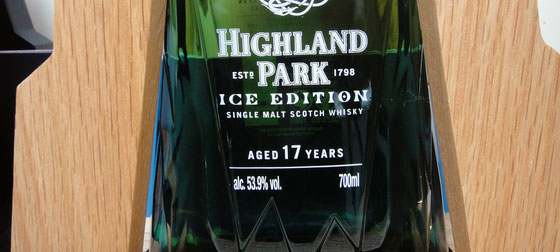 HIGHLAND
ESTD PARK 1798
ICE EDITION
SINGLE MALT SCOTCH WHISKY
AGED 17 YEARS
alc. 53.9% vol. 700ml